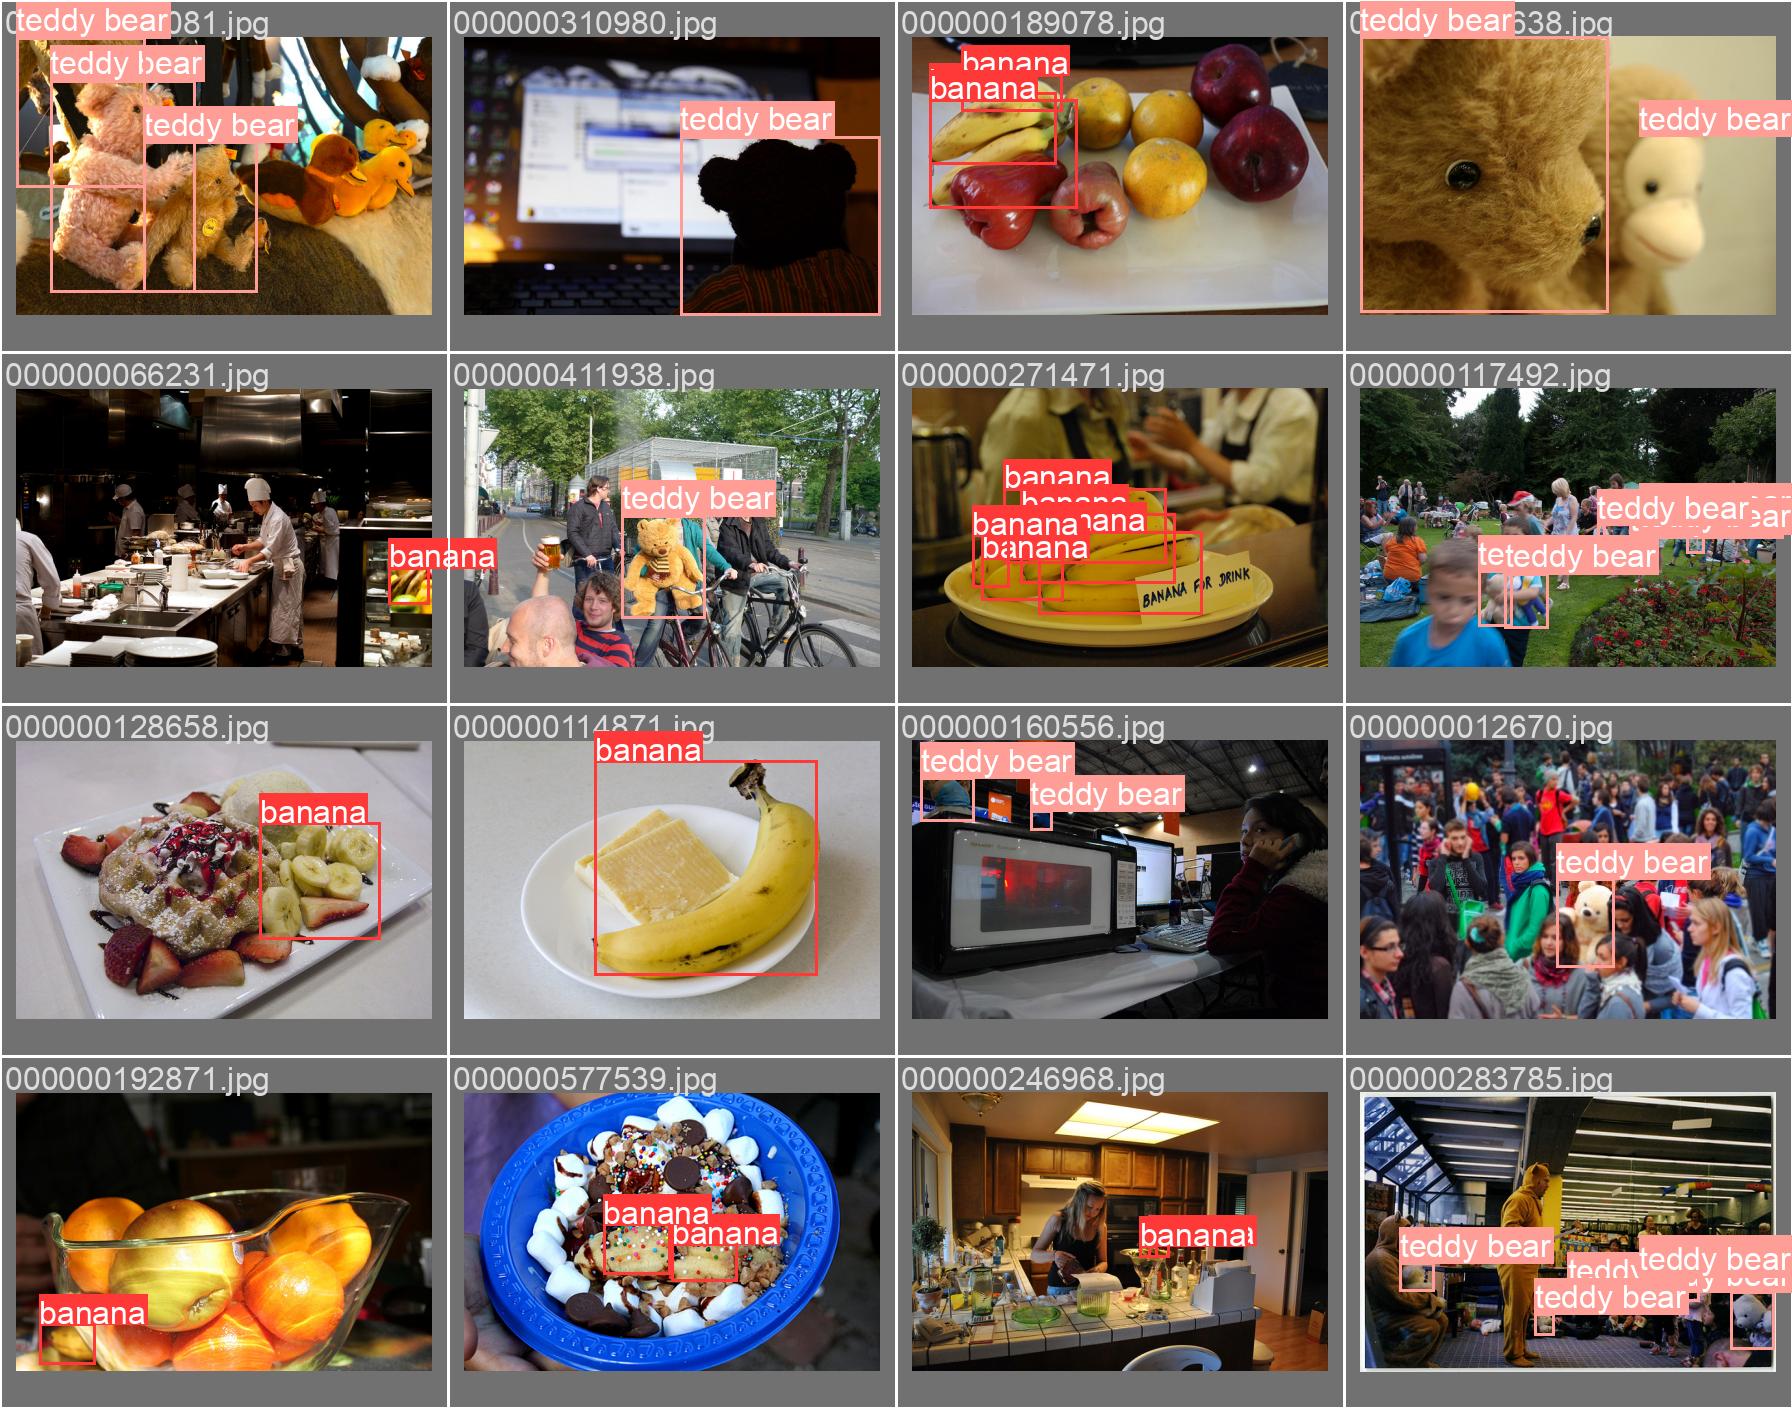 081.jpg
teddy bear
teddy bear
teddy bear
000000310980.jpg
teddy bear
000000189078.jpg
banana
banana
638.jpg
teddy bear
teddy bear
000000066231.jpg
banana
000000411938.jpg
teddy bear
000000271471.jpg
banana
banana
banana
banana
banana
BANANA FOR DRINK
000000117492.jpg
teddy bear
teddy bear
te
teddy bear
000000128658.jpg
banana
000000114871.jpg
banana
000000160556.jpg
teddy bear
teddy bear
000000012670.jpg
teddy bear
000000192871.jpg
banana
000000577539.jpg
banana
banana
000000246968.jpg
banana
000000283785.jpg
teddy bear
teddy bear
teddy bear
teddy bear